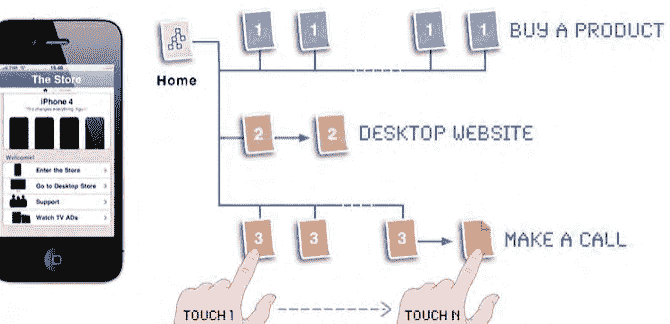 The Store
iPhone 4
Welcome!
Enter the Store
Go to Desktop Store
Support
Watch TV ADs
Home
1 1 1 1
BUY A PRODUCT
2 2
DESKTOP WEBSITE
3 3 3
MAKE A CALL
TOUCH 1
TOUCH N